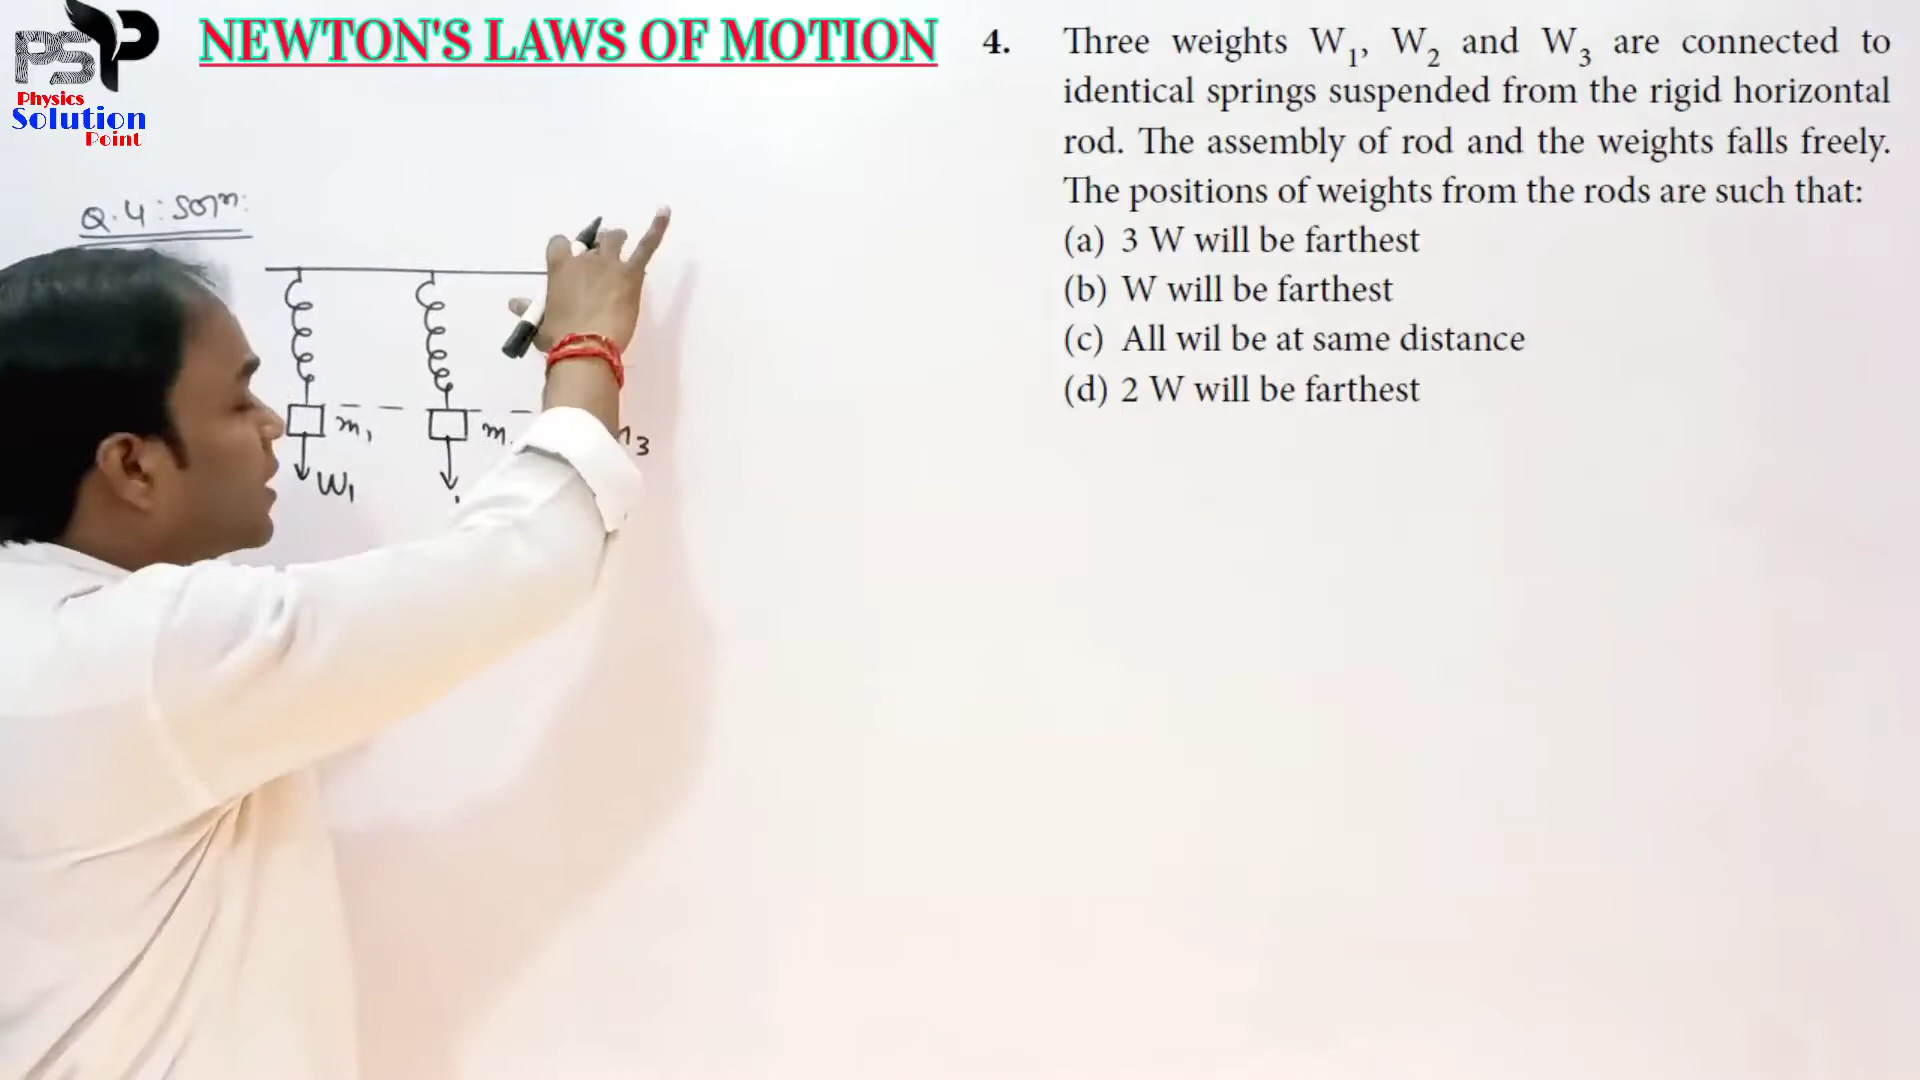 PSP
Physics
Solution
Point
NEWTON'S LAWS OF MOTION
4. Three weights W₁, W₂ and W₃ are connected to
identical springs suspended from the rigid horizontal
rod. The assembly of rod and the weights falls freely.
The positions of weights from the rods are such that:
(a) 3 W will be farthest
(b) W will be farthest
(c) All wil be at same distance
(d) 2 W will be farthest
Q.4: Solⁿ:
m₁
m
3
W₁